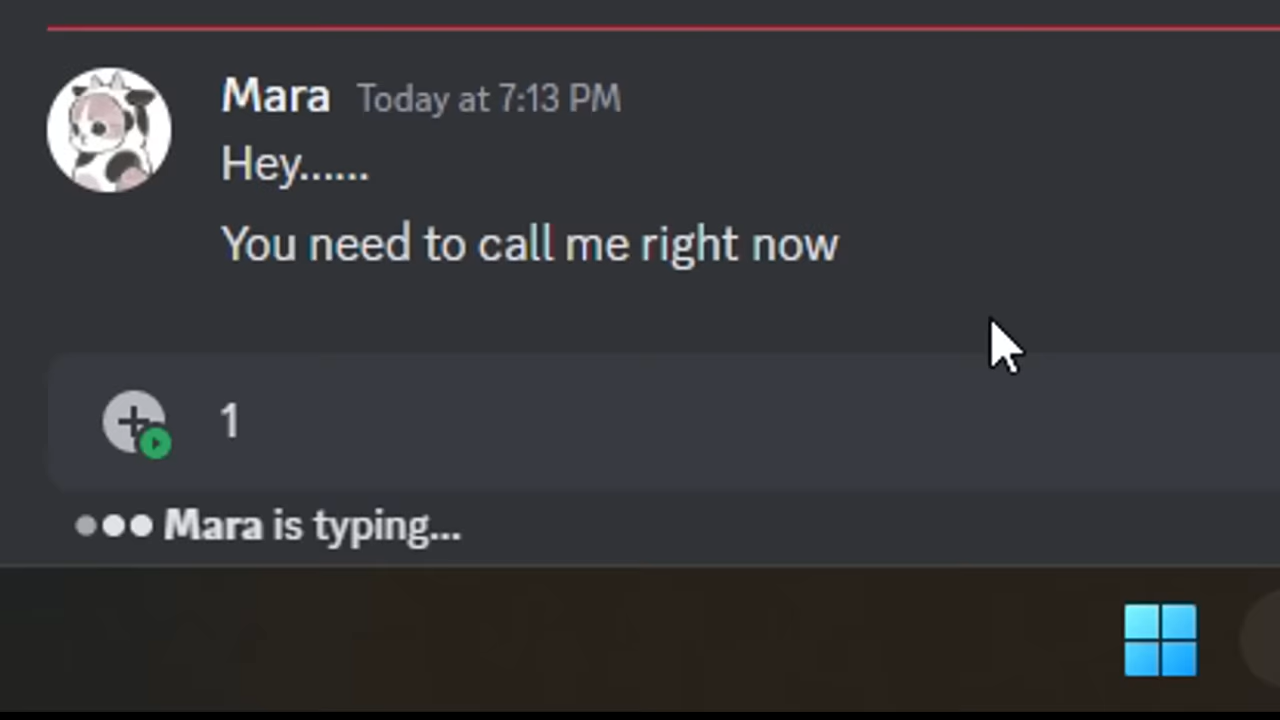 Mara Today at 7:13 PM
Hey......
You need to call me right now
1
Mara is typing...